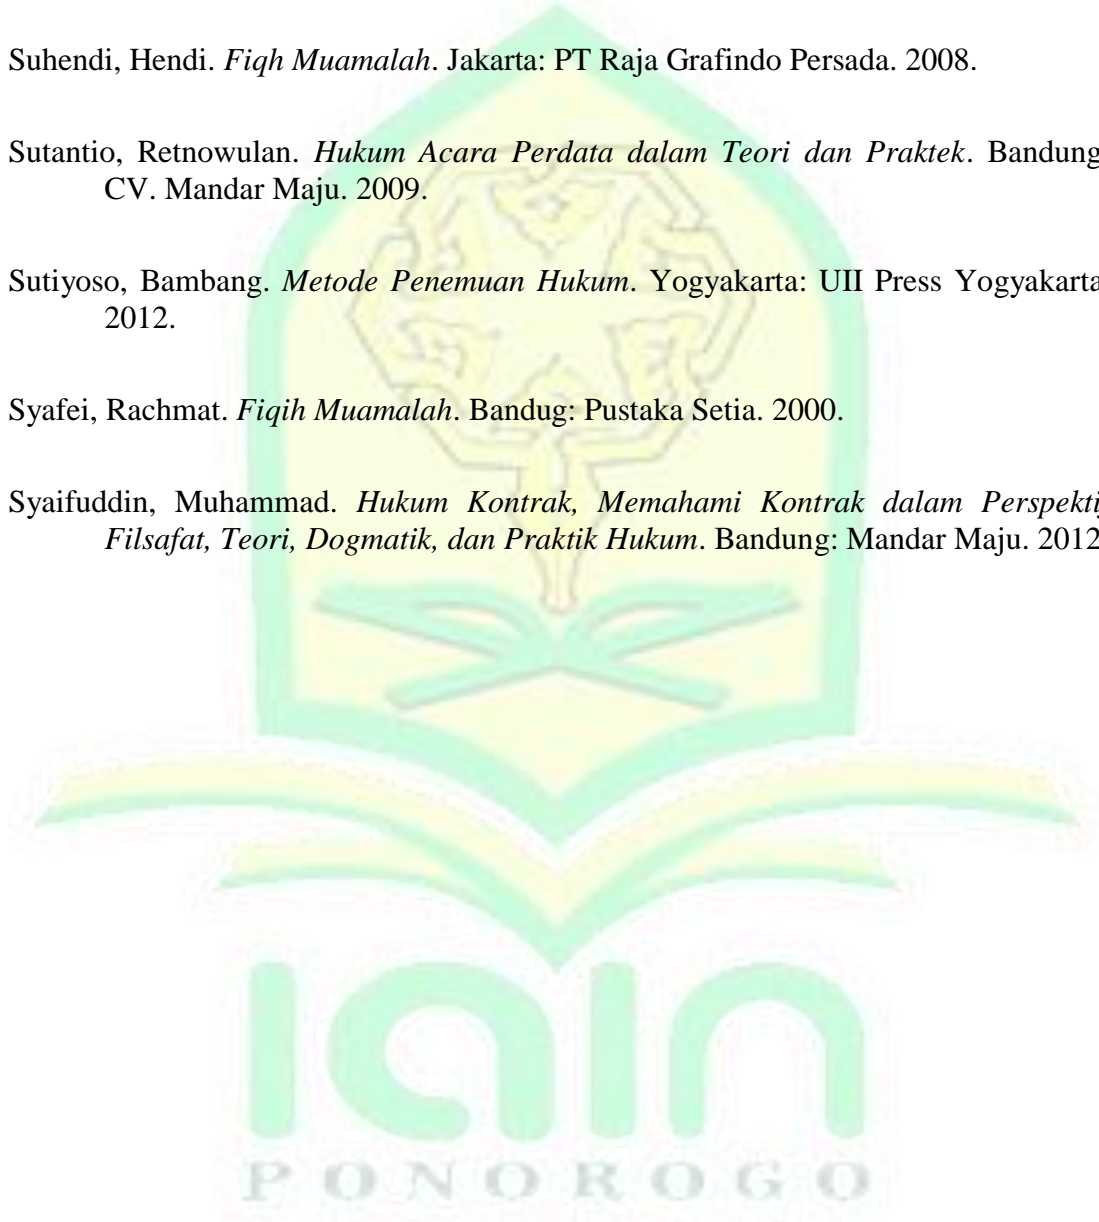 Suhendi, Hendi. Fiqh Muamalah. Jakarta: PT Raja Grafindo Persada. 2008.
Sutantio, Retnowulan. Hukum Acara Perdata dalam Teori dan Praktek. Bandung
CV. Mandar Maju. 2009.
Sutiyoso, Bambang. Metode Penemuan Hukum. Yogyakarta: UII Press Yogyakarta
2012.
Syafei, Rachmat. Fiqih Muamalah. Bandug: Pustaka Setia. 2000.
Syaifuddin, Muhammad. Hukum Kontrak, Memahami Kontrak dalam Perspektif
Filsafat, Teori, Dogmatik, dan Praktik Hukum. Bandung: Mandar Maju. 2012
iain
PONOROGO